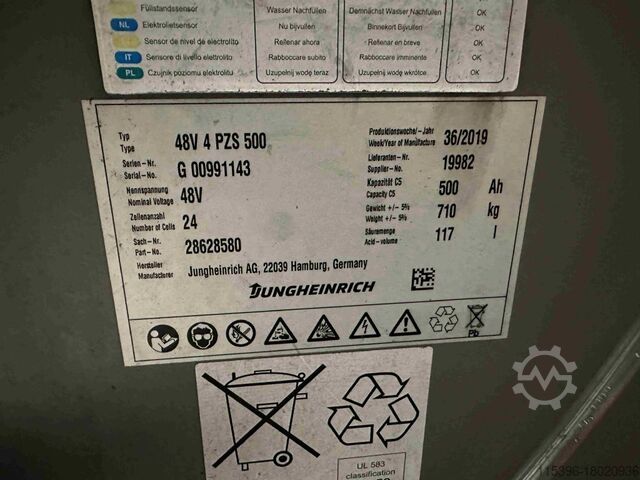 Füllstandssensor Wasser Nachfüllen Demnächst Wasser Nachfüllen OK
NL Elektrolietsensor Nu bijvullen Binnekort Bijvullen OK
Sensor de nivel de electrolito Rellenar ahora Rellenar en breve OK
IT Sensore di livello elettrolito Rabboccare subito Rabboccare imminente OK
PL Czujnik poziomu elektrolitu Uzupełnij wodę teraz Uzupełnij wodę wkrótce OK
Typ
Type 48V 4 PZS 500
Serien-Nr.
Serial-No. G 00991143
Nennspannung
Nominal Voltage 48V
Zellenanzahl
Number of Cells 24
Sach-Nr.
Part-No. 28628580
Hersteller
Manufacturer Jungheinrich AG, 22039 Hamburg, Germany
Produktionswoche/-Jahr
Week/Year of Manufacture 36/2019
Lieferanten-Nr.
Supplier-No. 19982
Kapazität C5
Capacity C5 500 Ah
Gewicht +/- 5%
Weight +/- 5% 710 kg
Säuremenge
Acid-volume 117 l
JUNGHEINRICH
Pb
UL 583
classification
115396-18020936